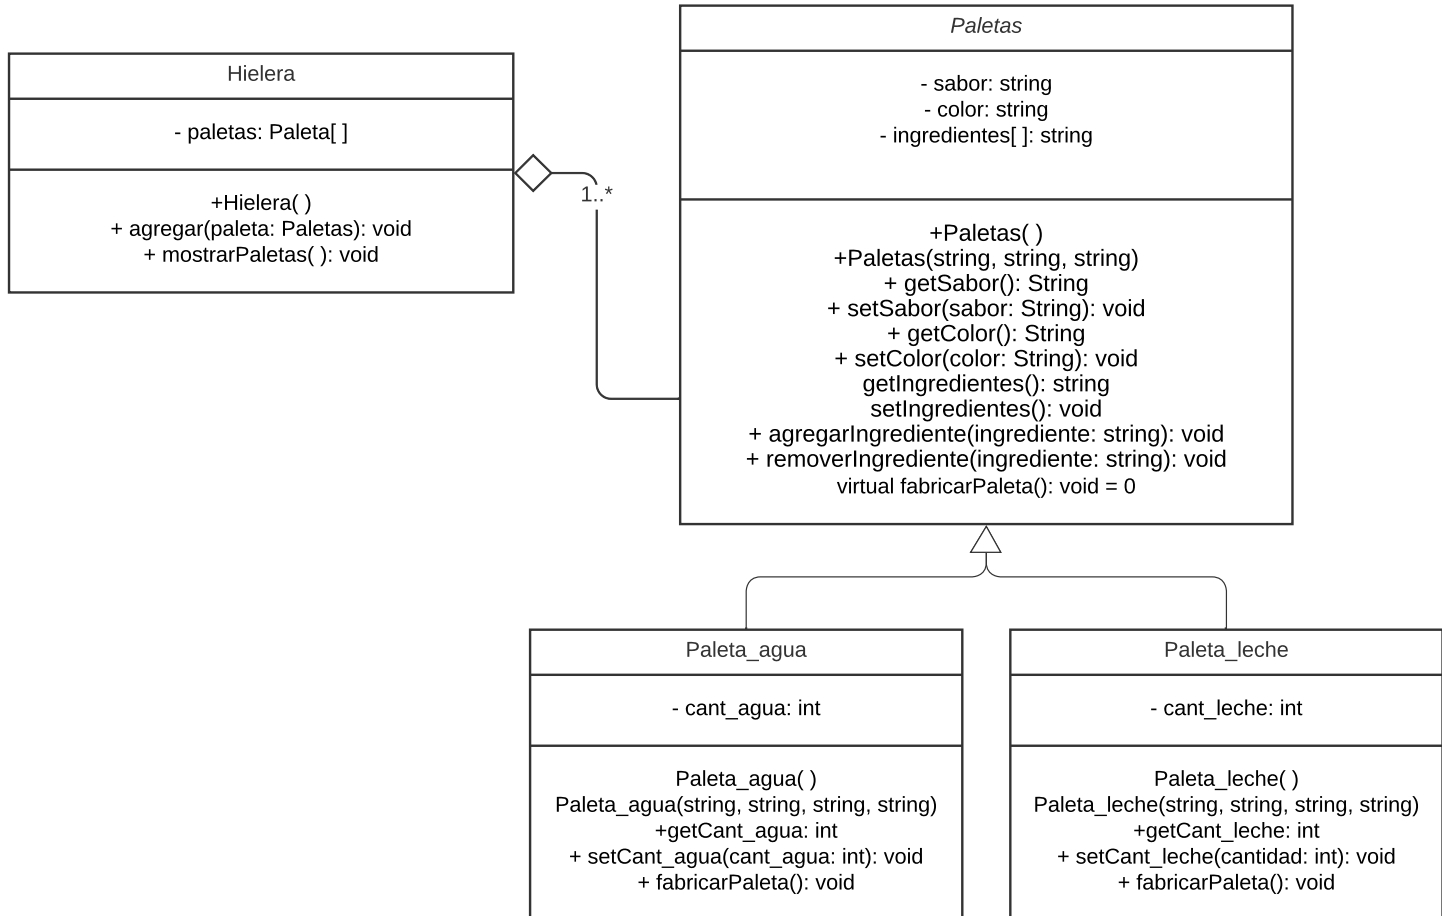 Hielera
- paletas: Paleta[ ]
+Hielera( )
+ agregar(paleta: Paletas): void
+ mostrarPaletas( ): void
1..*
Paletas
- sabor: string
- color: string
- ingredientes[ ]: string
+Paletas( )
+Paletas(string, string, string)
+ getSabor(): String
+ setSabor(sabor: String): void
+ getColor(): String
+ setColor(color: String): void
getIngredientes(): string
setIngredientes(): void
+ agregarIngrediente(ingrediente: string): void
+ removerIngrediente(ingrediente: string): void
virtual fabricarPaleta(): void = 0
Paleta_agua
- cant_agua: int
Paleta_agua( )
Paleta_agua(string, string, string, string)
+getCant_agua: int
+ setCant_agua(cant_agua: int): void
+ fabricarPaleta(): void
Paleta_leche
- cant_leche: int
Paleta_leche( )
Paleta_leche(string, string, string, string)
+getCant_leche: int
+ setCant_leche(cantidad: int): void
+ fabricarPaleta(): void